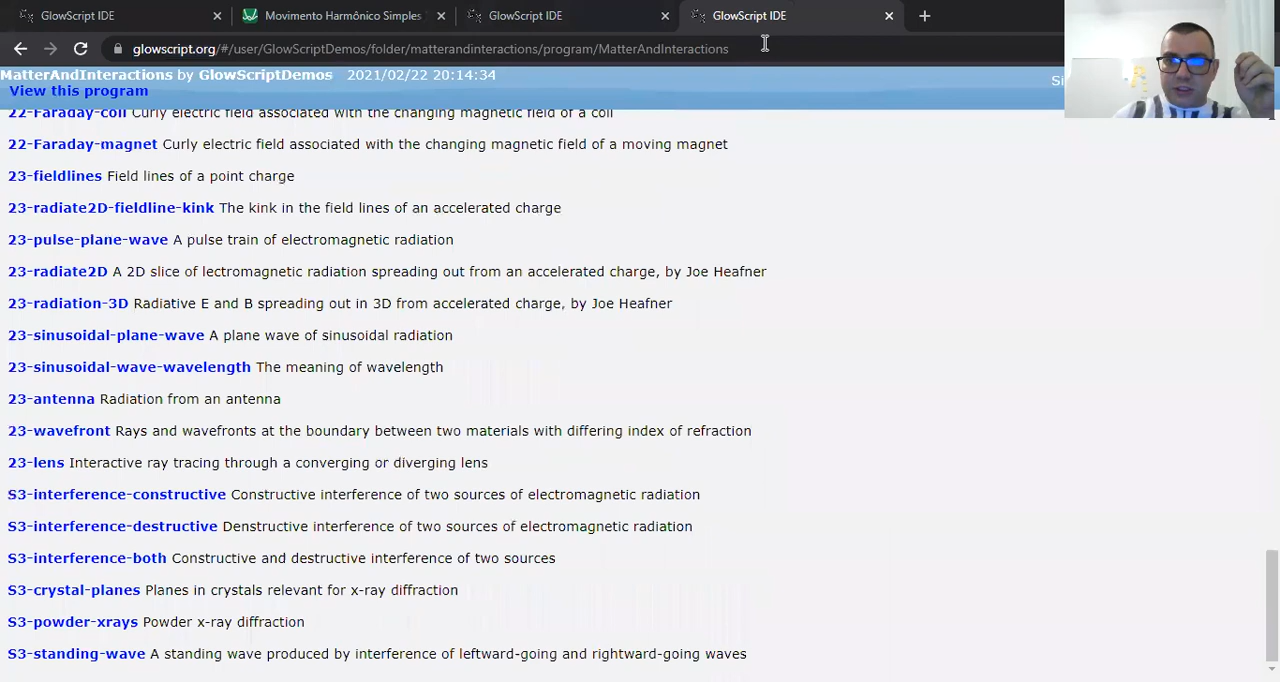 GlowScript IDE
Movimento Harmônico Simples
GlowScript IDE
GlowScript IDE
glowscript.org/#/user/GlowScriptDemos/folder/matterandinteractions/program/MatterAndInteractions
MatterAndInteractions by GlowScriptDemos 2021/02/22 20:14:34
Si
View this program
22-Faraday-coil Curly electric field associated with the changing magnetic field of a coil
22-Faraday-magnet Curly electric field associated with the changing magnetic field of a moving magnet
23-fieldlines Field lines of a point charge
23-radiate2D-fieldline-kink The kink in the field lines of an accelerated charge
23-pulse-plane-wave A pulse train of electromagnetic radiation
23-radiate2D A 2D slice of lectromagnetic radiation spreading out from an accelerated charge, by Joe Heafner
23-radiation-3D Radiative E and B spreading out in 3D from accelerated charge, by Joe Heafner
23-sinusoidal-plane-wave A plane wave of sinusoidal radiation
23-sinusoidal-wave-wavelength The meaning of wavelength
23-antenna Radiation from an antenna
23-wavefront Rays and wavefronts at the boundary between two materials with differing index of refraction
23-lens Interactive ray tracing through a converging or diverging lens
S3-interference-constructive Constructive interference of two sources of electromagnetic radiation
S3-interference-destructive Denstructive interference of two sources of electromagnetic radiation
S3-interference-both Constructive and destructive interference of two sources
S3-crystal-planes Planes in crystals relevant for x-ray diffraction
S3-powder-xrays Powder x-ray diffraction
S3-standing-wave A standing wave produced by interference of leftward-going and rightward-going waves